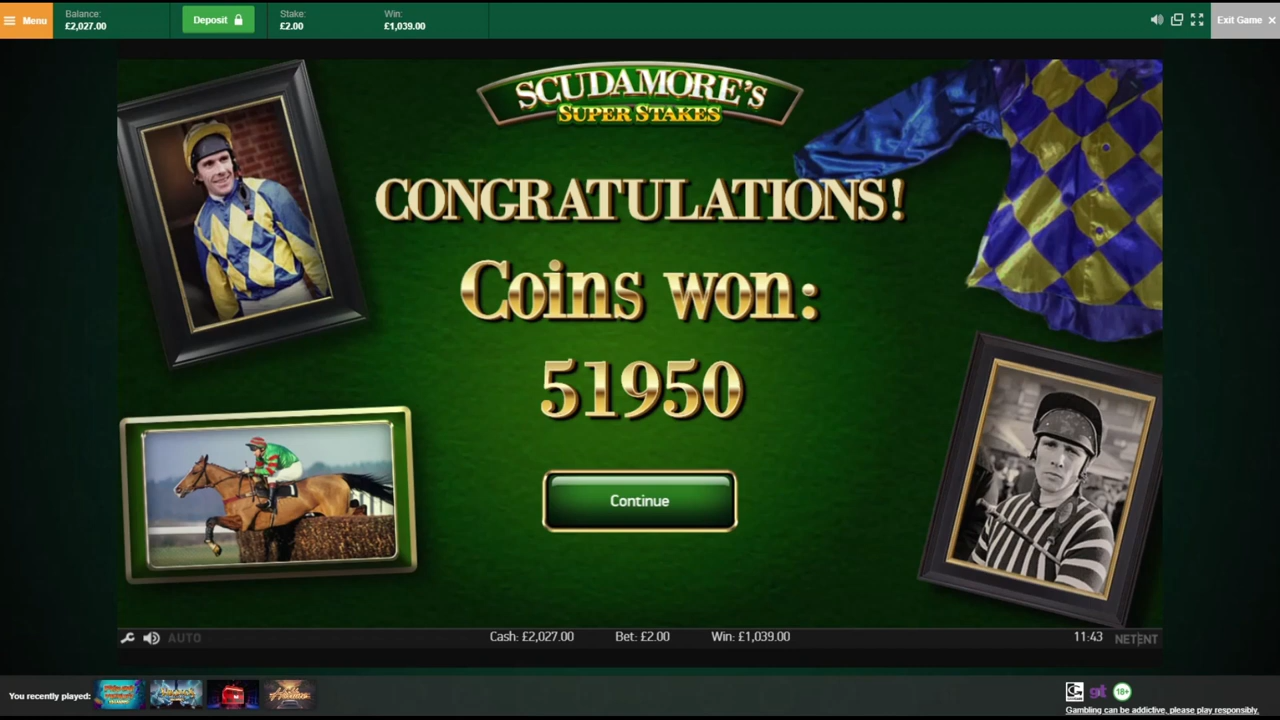 Menu
Balance:
£2,027.00
Deposit
Stake:
£2.00
Win:
£1,039.00
Exit Game ×
SCUDAMORE's
SUPER STAKES
CONGRATULATIONS!
Coins won:
51950
Continue
AUTO
Cash: £2,027.00 Bet: £2.00 Win: £1,039.00
11:43 NETENT
You recently played:
18+
Gambling can be addictive, please play responsibly.